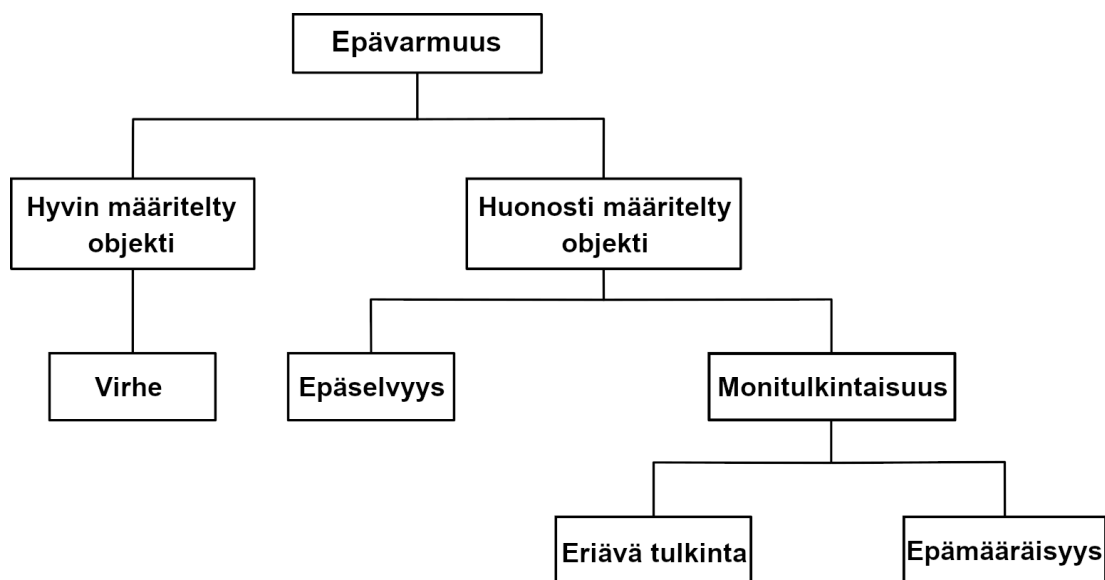 Epävarmuus
Hyvin määritelty
objekti
Huonosti määritelty
objekti
Virhe
Epäselvyys
Monitulkintaisuus
Eriävä tulkinta
Epämääräisyys